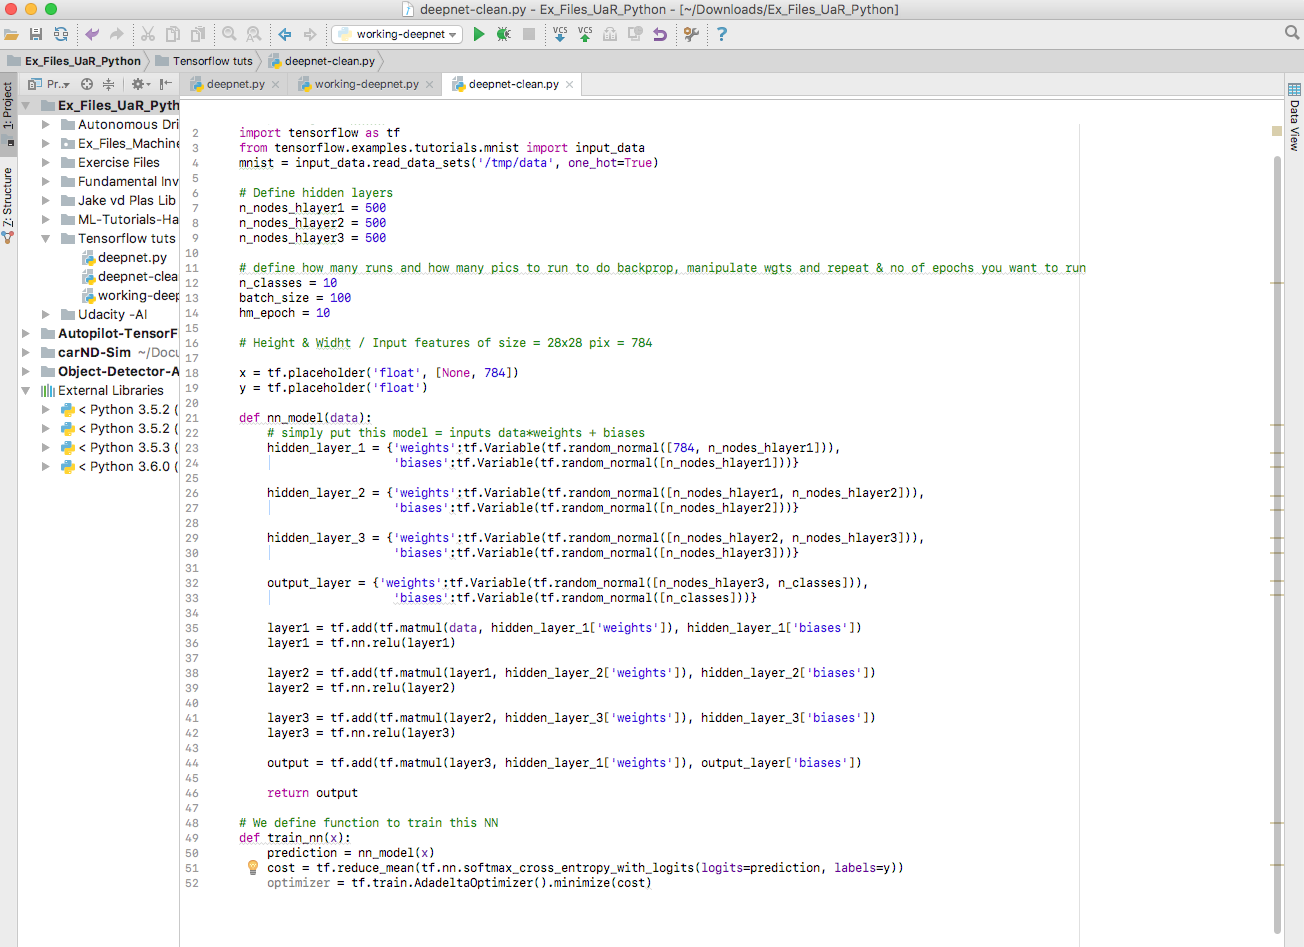 deepnet-clean.py - Ex_Files_UaR_Python - [~/Downloads/Ex_Files_UaR_Python]
working-deepnet
VCS VCS
?
Ex_Files_UaR_Python Tensorflow tuts deepnet-clean.py
Pr..
deepnet.py working-deepnet.py deepnet-clean.py
1: Project
Z: Structure
Data View
Ex_Files_UaR_Pyth
Autonomous Dri
Ex_Files_Machine
Exercise Files
Fundamental Inv
Jake vd Plas Lib
ML-Tutorials-Ha
Tensorflow tuts
deepnet.py
deepnet-clea
working-deep
Udacity -AI
Autopilot-TensorF
carND-Sim ~/Docu
Object-Detector-A
External Libraries
< Python 3.5.2 (
< Python 3.5.2 (
< Python 3.5.3 (
< Python 3.6.0 (
2 import tensorflow as tf
3 from tensorflow.examples.tutorials.mnist import input_data
4 mnist = input_data.read_data_sets('/tmp/data', one_hot=True)
5
6 # Define hidden layers
7 n_nodes_hlayer1 = 500
8 n_nodes_hlayer2 = 500
9 n_nodes_hlayer3 = 500
10
11 # define how many runs and how many pics to run to do backprop, manipulate wgts and repeat & no of epochs you want to run
12 n_classes = 10
13 batch_size = 100
14 hm_epoch = 10
15
16 # Height & Widht / Input features of size = 28x28 pix = 784
17
18 x = tf.placeholder('float', [None, 784])
19 y = tf.placeholder('float')
20
21 def nn_model(data):
22 # simply put this model = inputs data*weights + biases
23 hidden_layer_1 = {'weights':tf.Variable(tf.random_normal([784, n_nodes_hlayer1])),
24 'biases':tf.Variable(tf.random_normal([n_nodes_hlayer1]))}
25
26 hidden_layer_2 = {'weights':tf.Variable(tf.random_normal([n_nodes_hlayer1, n_nodes_hlayer2])),
27 'biases':tf.Variable(tf.random_normal([n_nodes_hlayer2]))}
28
29 hidden_layer_3 = {'weights':tf.Variable(tf.random_normal([n_nodes_hlayer2, n_nodes_hlayer3])),
30 'biases':tf.Variable(tf.random_normal([n_nodes_hlayer3]))}
31
32 output_layer = {'weights':tf.Variable(tf.random_normal([n_nodes_hlayer3, n_classes])),
33 'biases':tf.Variable(tf.random_normal([n_classes]))}
34
35 layer1 = tf.add(tf.matmul(data, hidden_layer_1['weights']), hidden_layer_1['biases'])
36 layer1 = tf.nn.relu(layer1)
37
38 layer2 = tf.add(tf.matmul(layer1, hidden_layer_2['weights']), hidden_layer_2['biases'])
39 layer2 = tf.nn.relu(layer2)
40
41 layer3 = tf.add(tf.matmul(layer2, hidden_layer_3['weights']), hidden_layer_3['biases'])
42 layer3 = tf.nn.relu(layer3)
43
44 output = tf.add(tf.matmul(layer3, hidden_layer_1['weights']), output_layer['biases'])
45
46 return output
47
48 # We define function to train this NN
49 def train_nn(x):
50 prediction = nn_model(x)
51 cost = tf.reduce_mean(tf.nn.softmax_cross_entropy_with_logits(logits=prediction, labels=y))
52 optimizer = tf.train.AdadeltaOptimizer().minimize(cost)